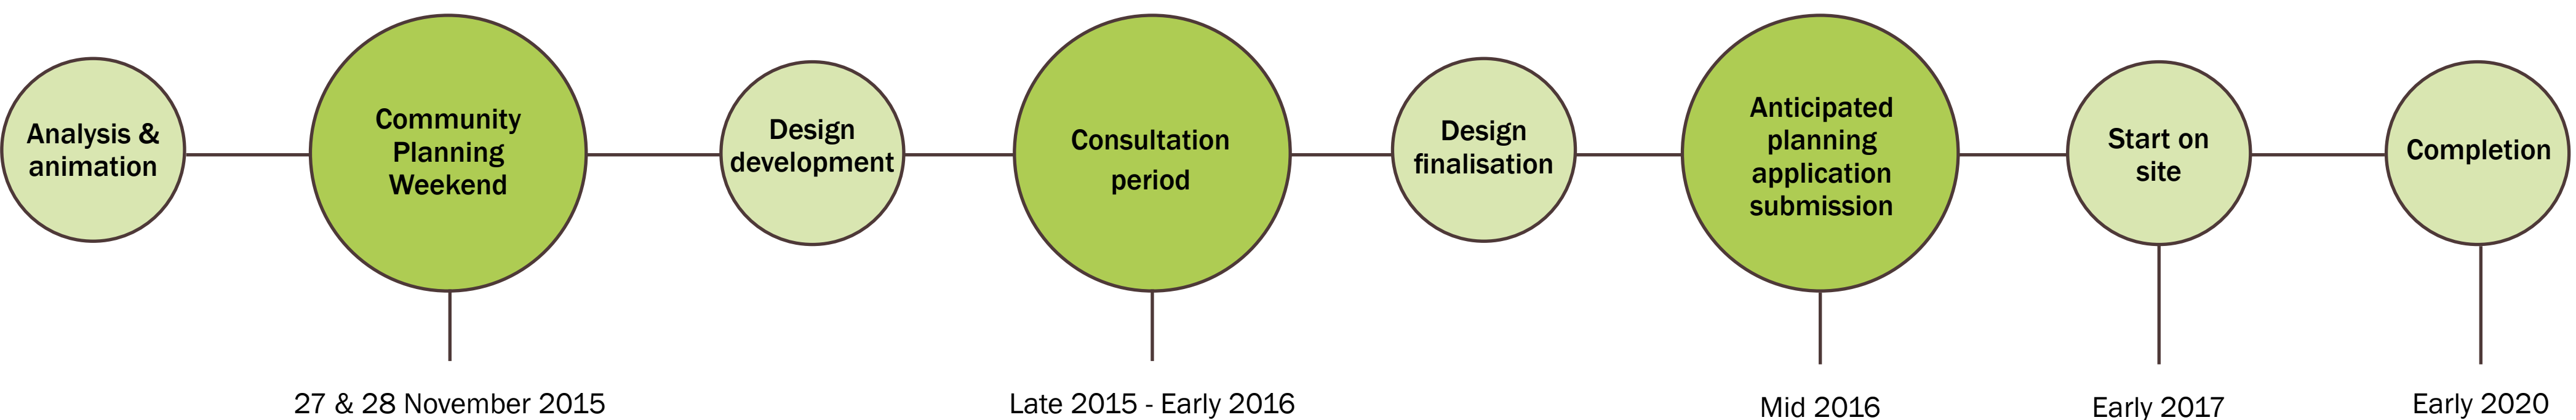 Analysis &
animation
Community
Planning
Weekend
27 & 28 November 2015
Design
development
Consultation
period
Late 2015 - Early 2016
Design
finalisation
Anticipated
planning
application
submission
Mid 2016
Start on
site
Early 2017
Completion
Early 2020